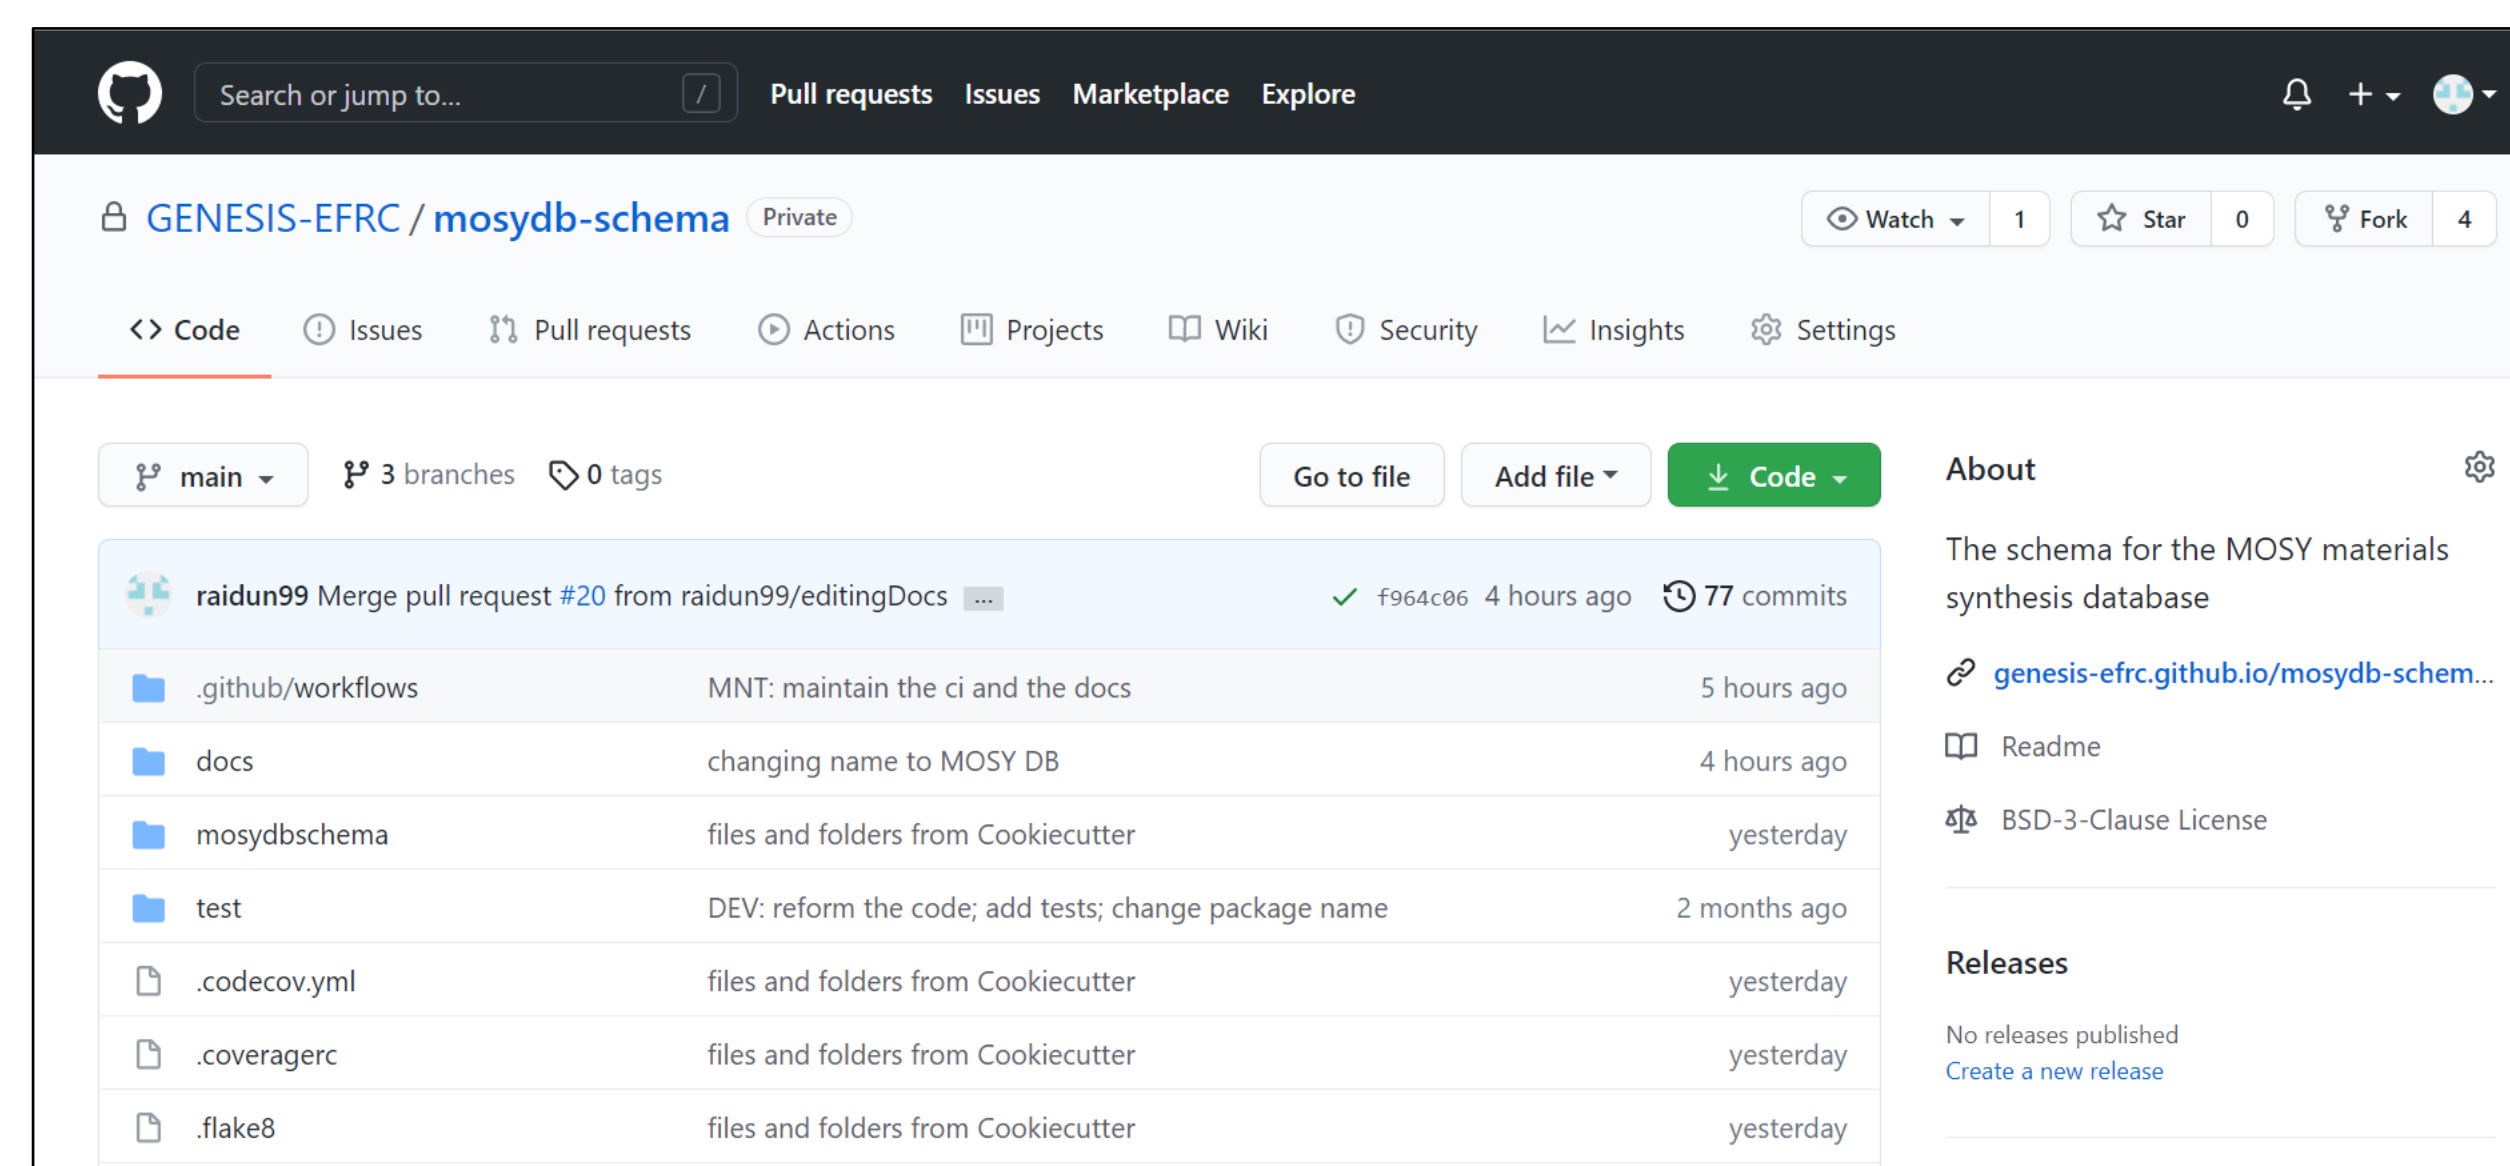 Search or jump to... / Pull requests Issues Marketplace Explore
GENESIS-EFRC / mosydb-schema Private Watch 1 Star 0 Fork 4
Code Issues Pull requests Actions Projects Wiki Security Insights Settings
main 3 branches 0 tags Go to file Add file Code
raidun99 Merge pull request #20 from raidun99/editingDocs ... f964c06 4 hours ago 77 commits
.github/workflows MNT: maintain the ci and the docs 5 hours ago
docs changing name to MOSY DB 4 hours ago
mosydbschema files and folders from Cookiecutter yesterday
test DEV: reform the code; add tests; change package name 2 months ago
.codecov.yml files and folders from Cookiecutter yesterday
.coveragerc files and folders from Cookiecutter yesterday
.flake8 files and folders from Cookiecutter yesterday
About
The schema for the MOSY materials
synthesis database
genesis-efrc.github.io/mosydb-schem...
Readme
BSD-3-Clause License
Releases
No releases published
Create a new release